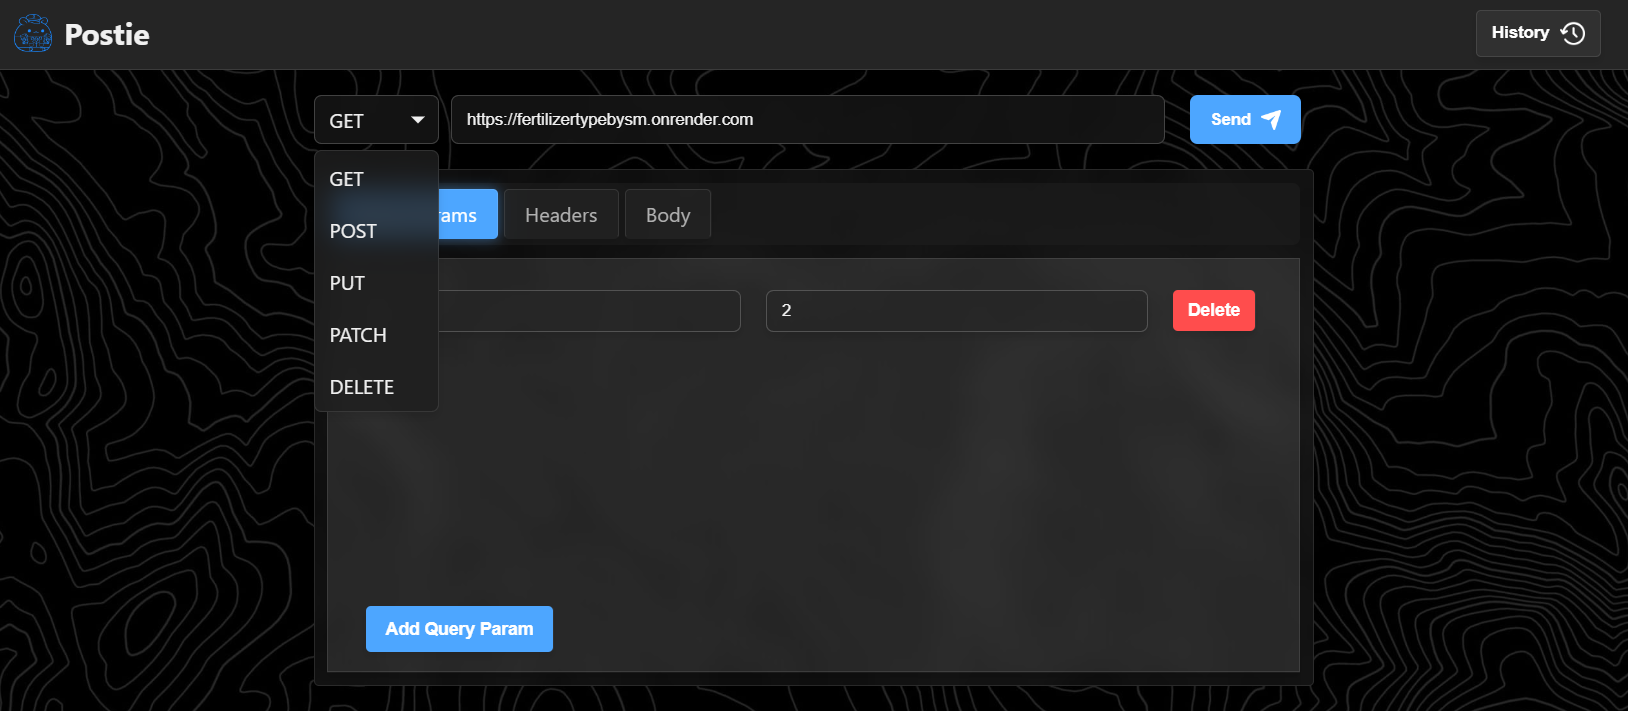 Postie
History
GET
https://fertilizertypebysm.onrender.com
Send
GET
POST
PUT
PATCH
DELETE
ams
Headers
Body
2
Delete
Add Query Param